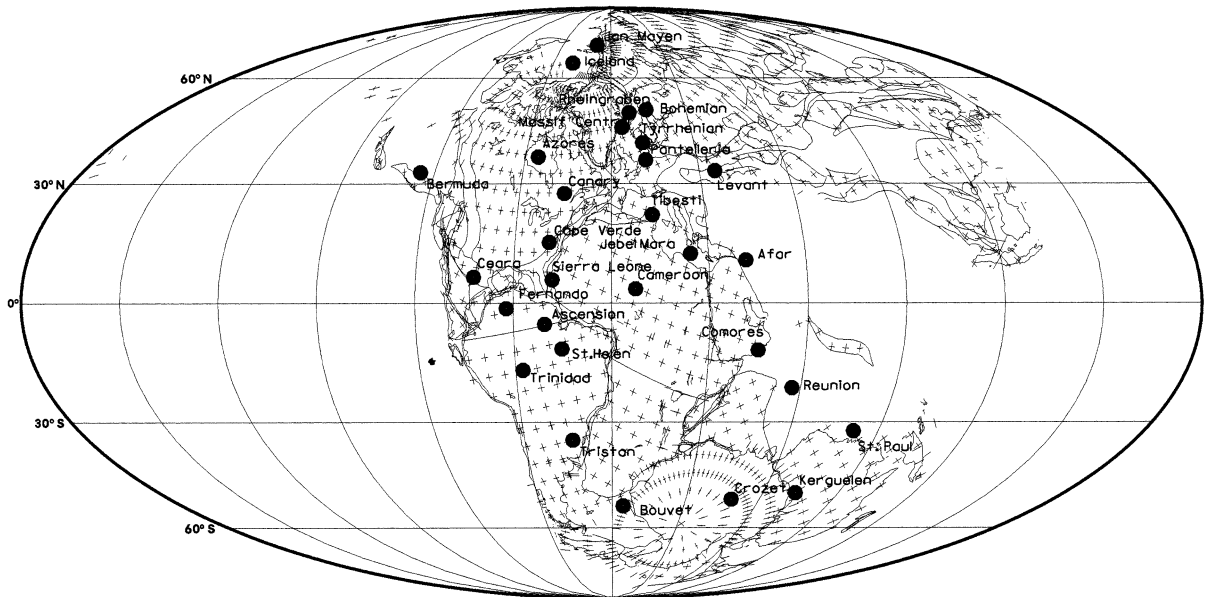 Jan Mayen
Iceland
60° N
Rheingraben
Bohemian
Massif Central
Tyrrhenian
Azores
Pantelleria
30° N
Bermuda
Canary
Levant
Tibesti
Cape Verde
Jebel Mara
Afar
Ceara
Sierra Leone
Cameroon
Fernando
0°
Ascension
Comores
St.Helen
Trinidad
Reunion
30° S
Tristan
St. Paul
Crozet
Kerguelen
Bouvet
60° S